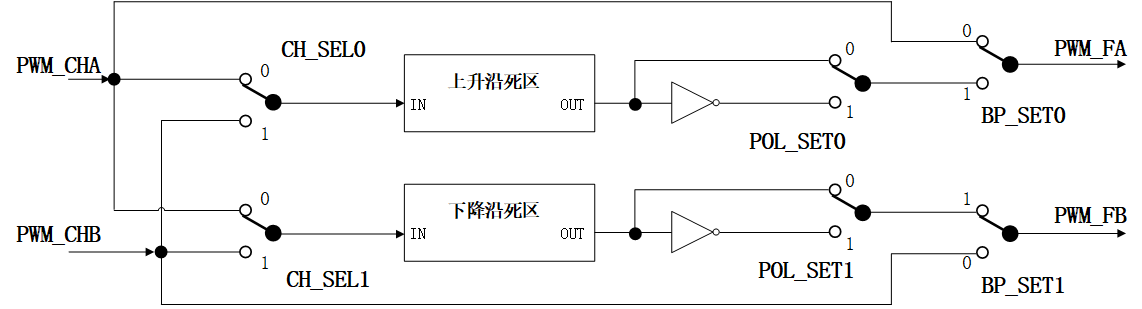 0
PWM_FA
CH_SEL0
0
0
PWM_CHA
上升沿死区
IN
OUT
1
1
1
BP_SET0
POL_SET0
0
0
1
PWM_FB
下降沿死区
PWM_CHB
IN
OUT
1
1
0
CH_SEL1
POL_SET1
BP_SET1